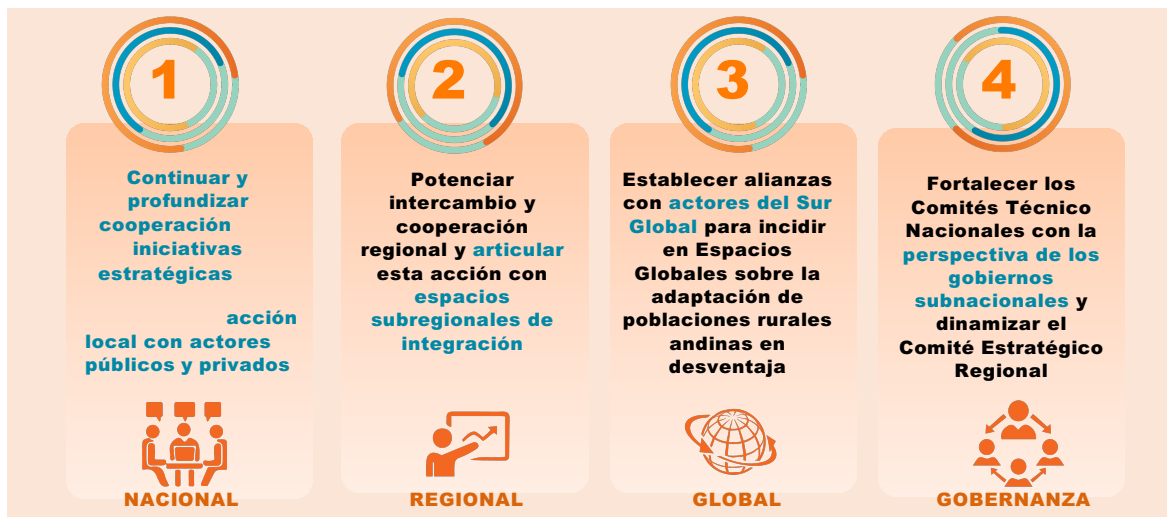 1
Continuar y
profundizar
cooperación
iniciativas
estratégicas
acción
local con actores
públicos y privados
NACIONAL
2
Potenciar
intercambio y
cooperación
regional y articular
esta acción con
espacios
subregionales de
integración
REGIONAL
3
Establecer alianzas
con actores del Sur
Global para incidir
en Espacios
Globales sobre la
adaptación de
poblaciones rurales
andinas en
desventaja
GLOBAL
4
Fortalecer los
Comités Técnico
Nacionales con la
perspectiva de los
gobiernos
subnacionales y
dinamizar el
Comité Estratégico
Regional
GOBERNANZA